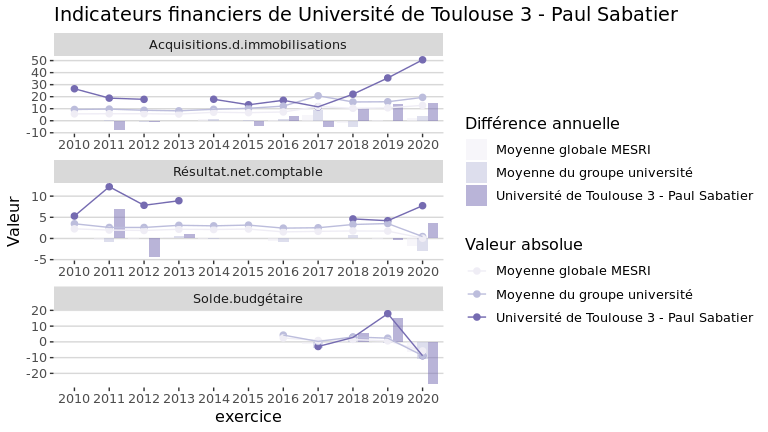 Indicateurs financiers de Université de Toulouse 3 - Paul Sabatier
Acquisitions.d.immobilisations
50
40
30
20
10
0
-10
2010 2011 2012 2013 2014 2015 2016 2017 2018 2019 2020
Résultat.net.comptable
10
5
0
-5
2010 2011 2012 2013 2014 2015 2016 2017 2018 2019 2020
Solde.budgétaire
20
10
0
-10
-20
2010 2011 2012 2013 2014 2015 2016 2017 2018 2019 2020
exercice
Valeur
Différence annuelle
Moyenne globale MESRI
Moyenne du groupe université
Université de Toulouse 3 - Paul Sabatier
Valeur absolue
Moyenne globale MESRI
Moyenne du groupe université
Université de Toulouse 3 - Paul Sabatier